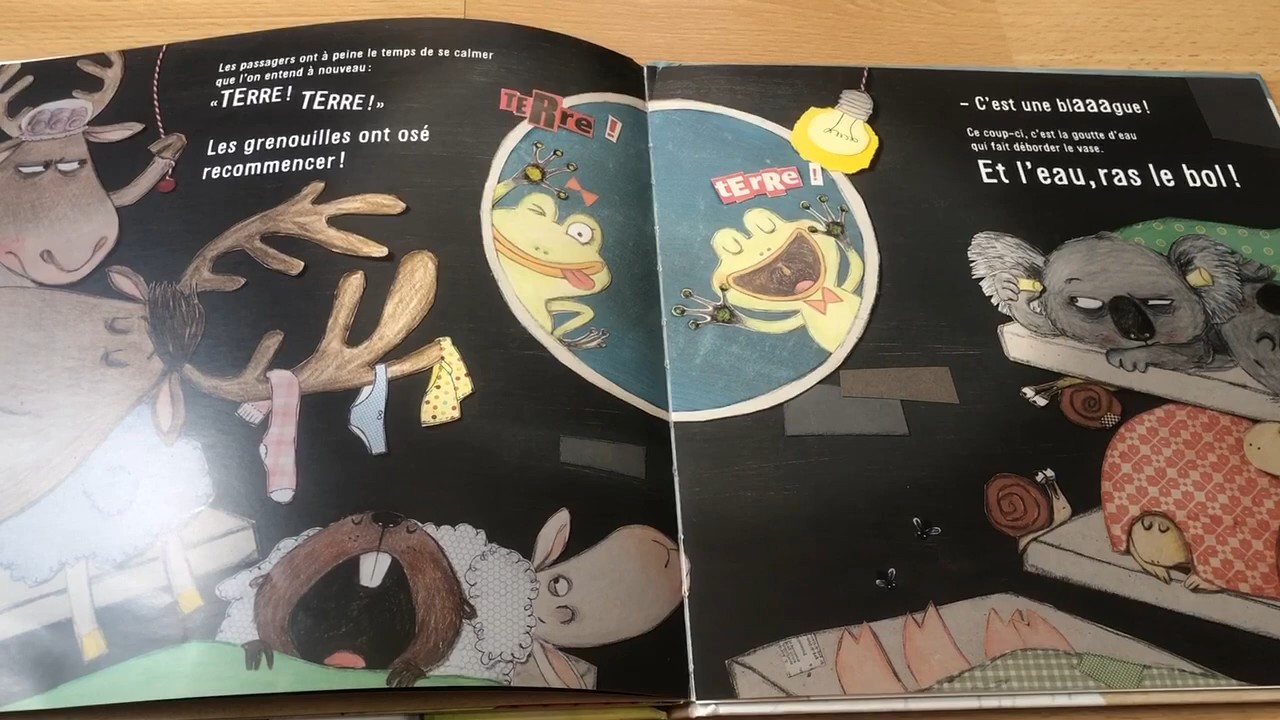 Les passagers ont à peine le temps de se calmer
que l'on entend à nouveau :
«TERRE! TERRE!»
Les grenouilles ont osé
recommencer!
TERRre !
tErRre !
– C'est une blaaague!
Ce coup-ci, c'est la goutte d'eau
qui fait déborder le vase.
Et l'eau, ras le bol!